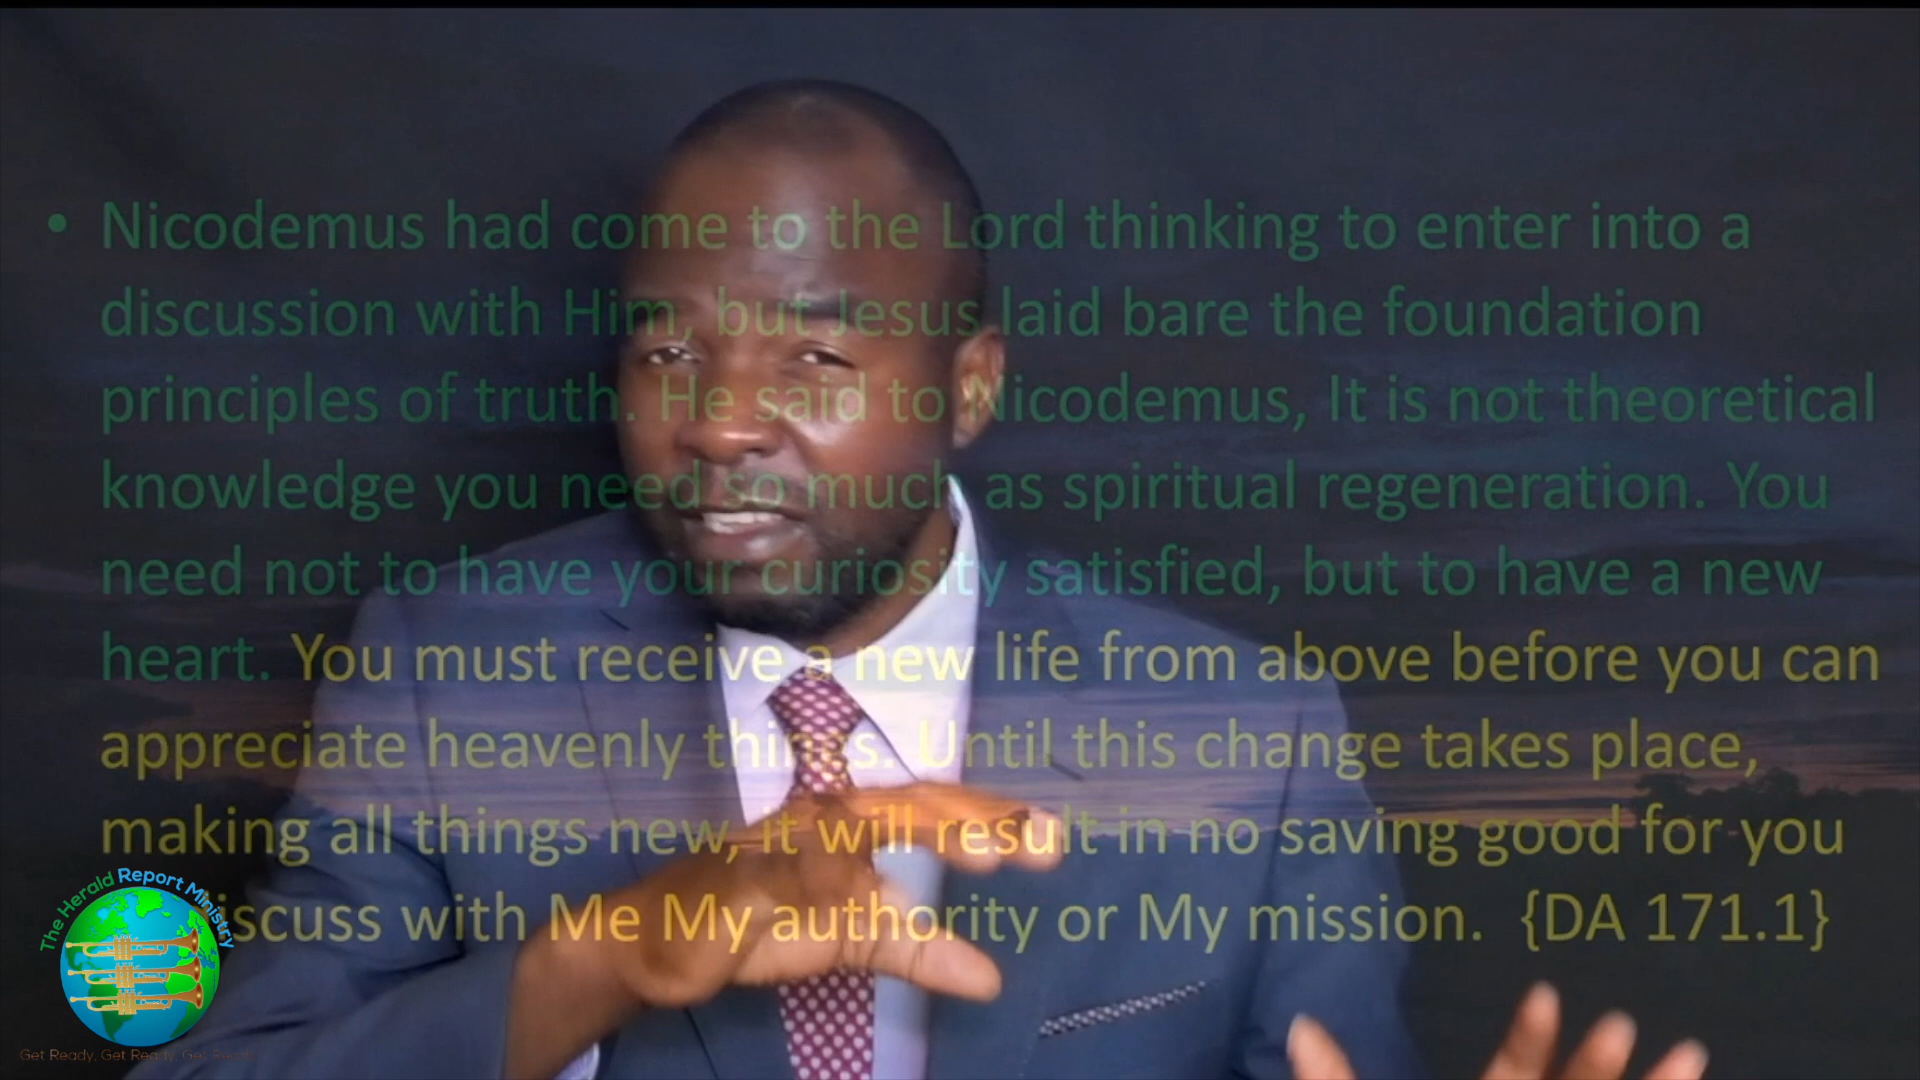 • Nicodemus had come to the Lord thinking to enter into a
discussion with Him, but Jesus laid bare the foundation
principles of truth. He said to Nicodemus, It is not theoretical
knowledge you need so much as spiritual regeneration. You
need not to have your curiosity satisfied, but to have a new
heart. You must receive a new life from above before you can
appreciate heavenly things. Until this change takes place,
making all things new, it will result in no saving good for you
discuss with Me My authority or My mission. {DA 171.1}
The Herald Report Ministry
Get Ready, Get Ready, Get Ready